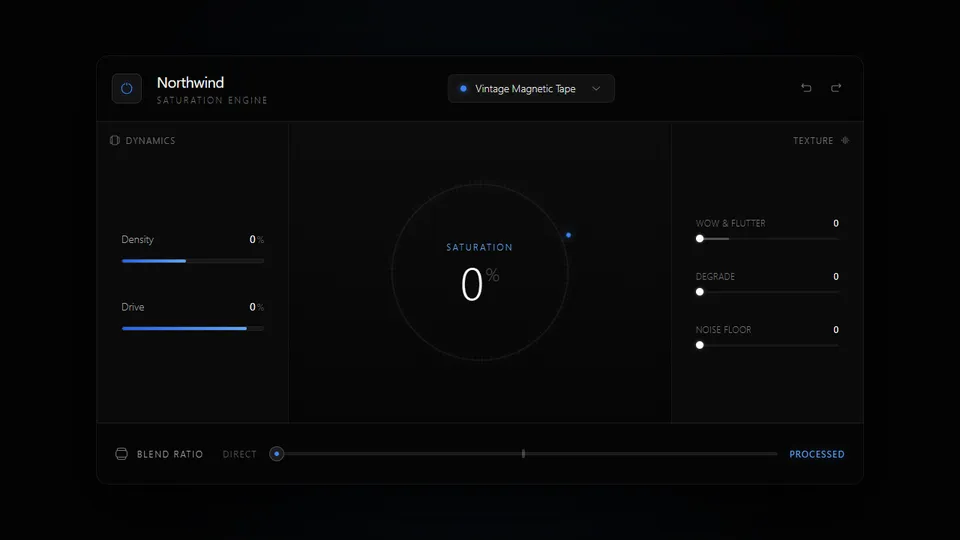 Northwind
SATURATION ENGINE
Vintage Magnetic Tape
DYNAMICS
TEXTURE
Density 0%
Drive 0%
SATURATION
0%
WOW & FLUTTER 0
DEGRADE 0
NOISE FLOOR 0
BLEND RATIO DIRECT PROCESSED